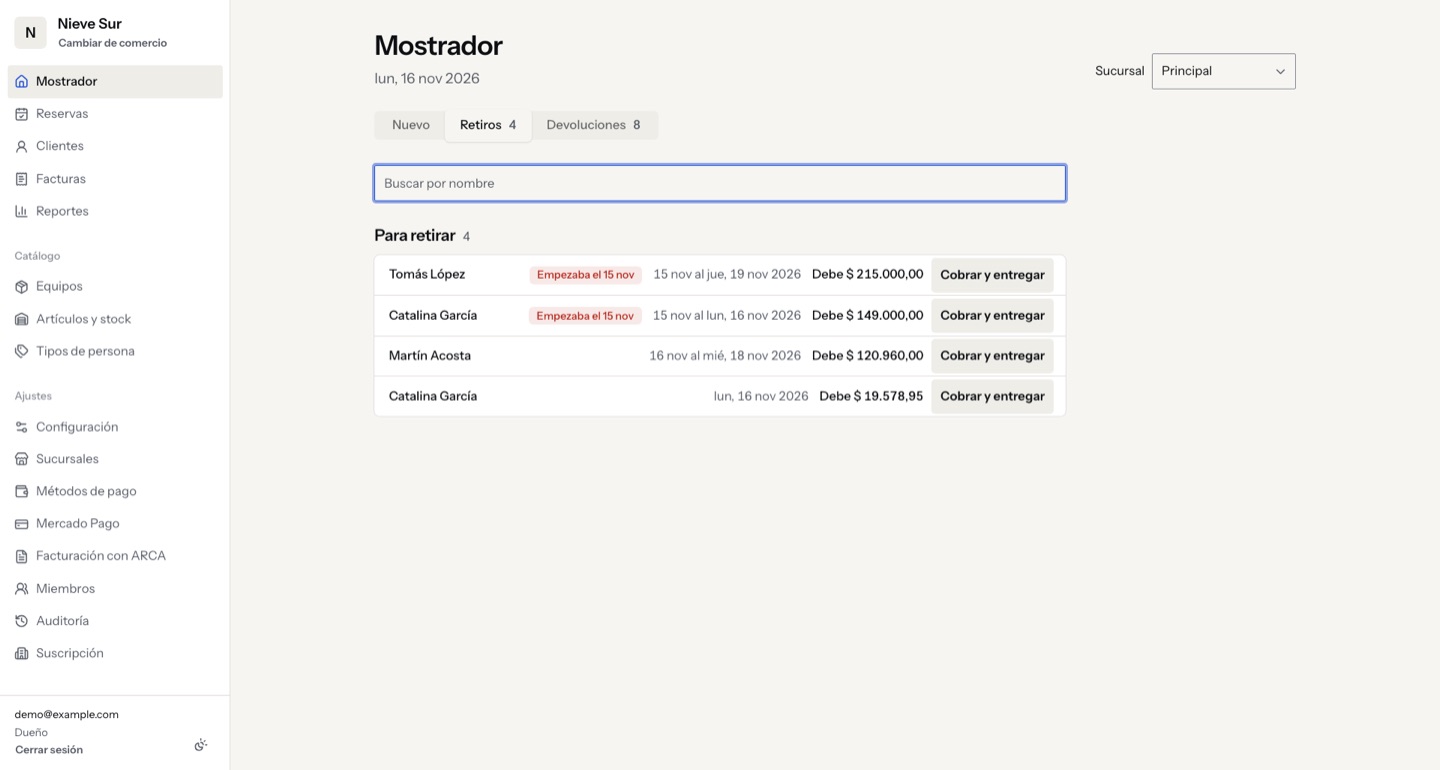 N
Nieve Sur
Cambiar de comercio
Mostrador
Reservas
Clientes
Facturas
Reportes
Catálogo
Equipos
Artículos y stock
Tipos de persona
Ajustes
Configuración
Sucursales
Métodos de pago
Mercado Pago
Facturación con ARCA
Miembros
Auditoría
Suscripción
demo@example.com
Dueño
Cerrar sesión
Mostrador
lun, 16 nov 2026
Sucursal Principal
Nuevo Retiros 4 Devoluciones 8
Buscar por nombre
Para retirar 4
Tomás López Empezaba el 15 nov 15 nov al jue, 19 nov 2026 Debe $ 215.000,00 Cobrar y entregar
Catalina García Empezaba el 15 nov 15 nov al lun, 16 nov 2026 Debe $ 149.000,00 Cobrar y entregar
Martín Acosta 16 nov al mié, 18 nov 2026 Debe $ 120.960,00 Cobrar y entregar
Catalina García lun, 16 nov 2026 Debe $ 19.578,95 Cobrar y entregar